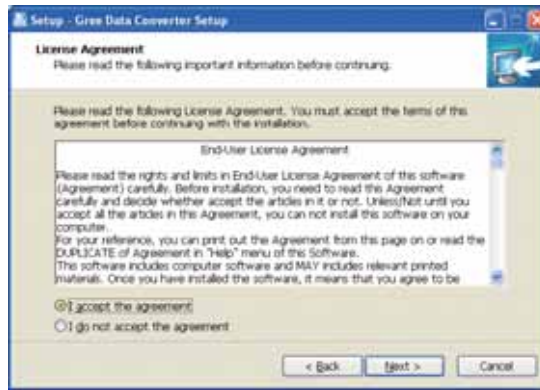 Setup - Gree Data Converter Setup
License Agreement
Please read the following important information before continuing.
Please read the following License Agreement. You must accept the terms of this
agreement before continuing with the installation.
End-User License Agreement
Please read the rights and limits in End-User License Agreement of this software
(Agreement) carefully. Before installation, you need to read this Agreement
carefully and decide whether accept the articles in it or not. Unless/Not until you
accept all the articles in this Agreement, you can not install this software on your
computer.
For your reference, you can print out the Agreement from this page on or read the
DUPLICATE of Agreement in "Help" menu of this Software.
This software includes computer software and MAY includes relevant printed
materials. Once you have installed the software, it means that you agree to be
I accept the agreement
I do not accept the agreement
< Back
Next >
Cancel